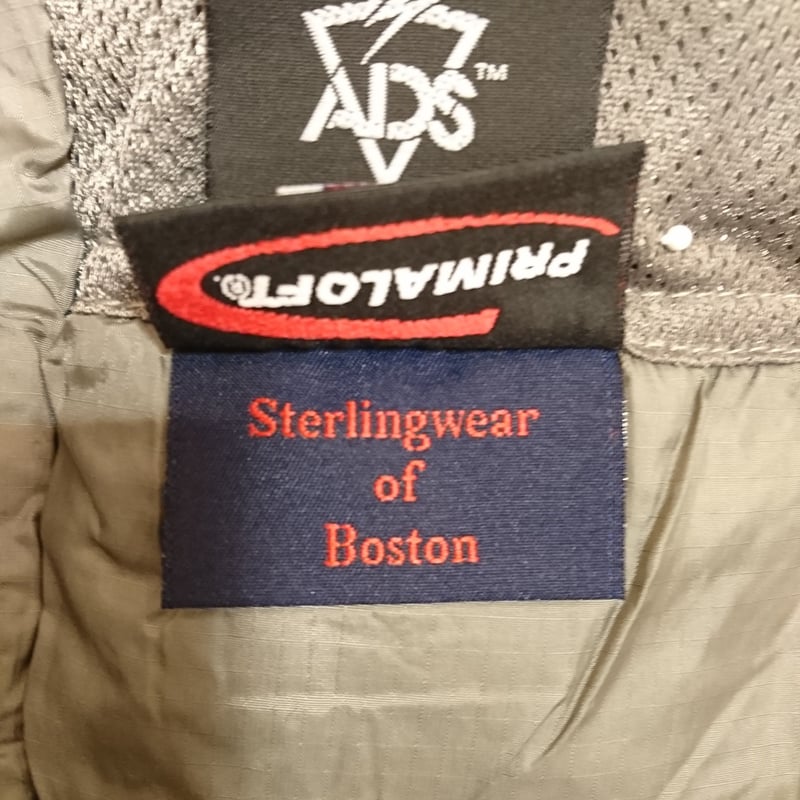 ADS™
PRIMALOFT®
Sterlingwear
of
Boston